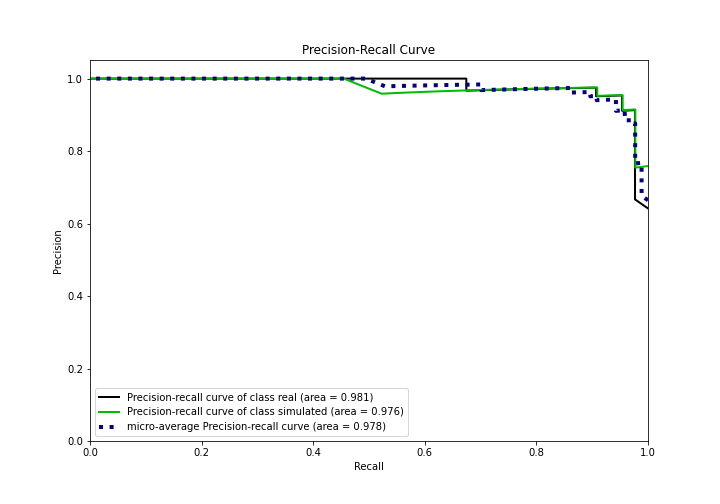 Precision-Recall Curve
1.0
0.8
0.6
0.4
0.2
0.0
Precision
Precision-recall curve of class real (area = 0.981)
Precision-recall curve of class simulated (area = 0.976)
micro-average Precision-recall curve (area = 0.978)
0.0 0.2 0.4 0.6 0.8 1.0
Recall